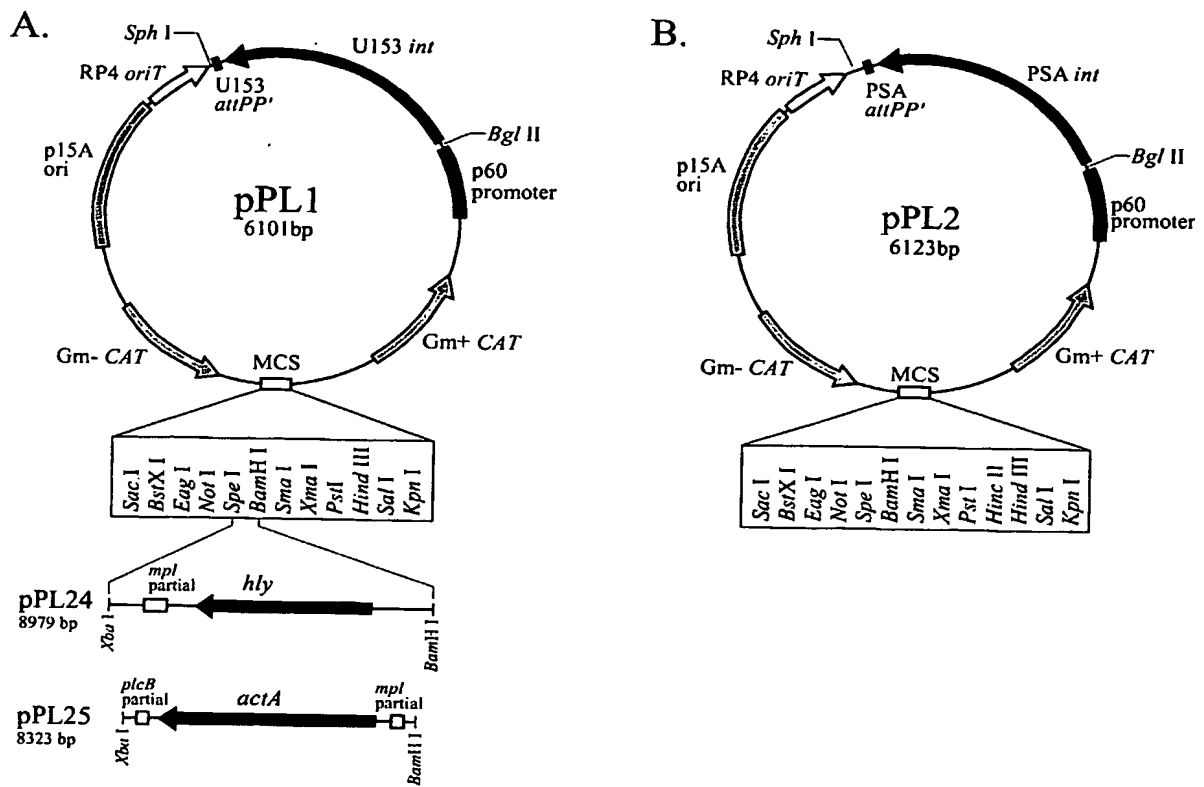 A.
Sph I
RP4 oriT
U153
attPP'
U153 int
Bgl II
p15A
ori
p60
promoter
pPL1
6101bp
Gm- CAT
Gm+ CAT
MCS
Sac I
BstX I
Eag I
Not I
Spe I
BamH I
Sma I
Xma I
Pst I
Hind III
Sal I
Kpn I
pPL24
8979 bp
mpl
partial
hly
Xba I
BamH I
pPL25
8323 bp
plcB
partial
actA
mpl
partial
Xba I
BamH I
B.
Sph I
RP4 oriT
PSA
attPP'
PSA int
Bgl II
p15A
ori
p60
promoter
pPL2
6123bp
Gm- CAT
Gm+ CAT
MCS
Sac I
BstX I
Eag I
Not I
Spe I
BamH I
Sma I
Xma I
Pst I
Hinc II
Hind III
Sal I
Kpn I